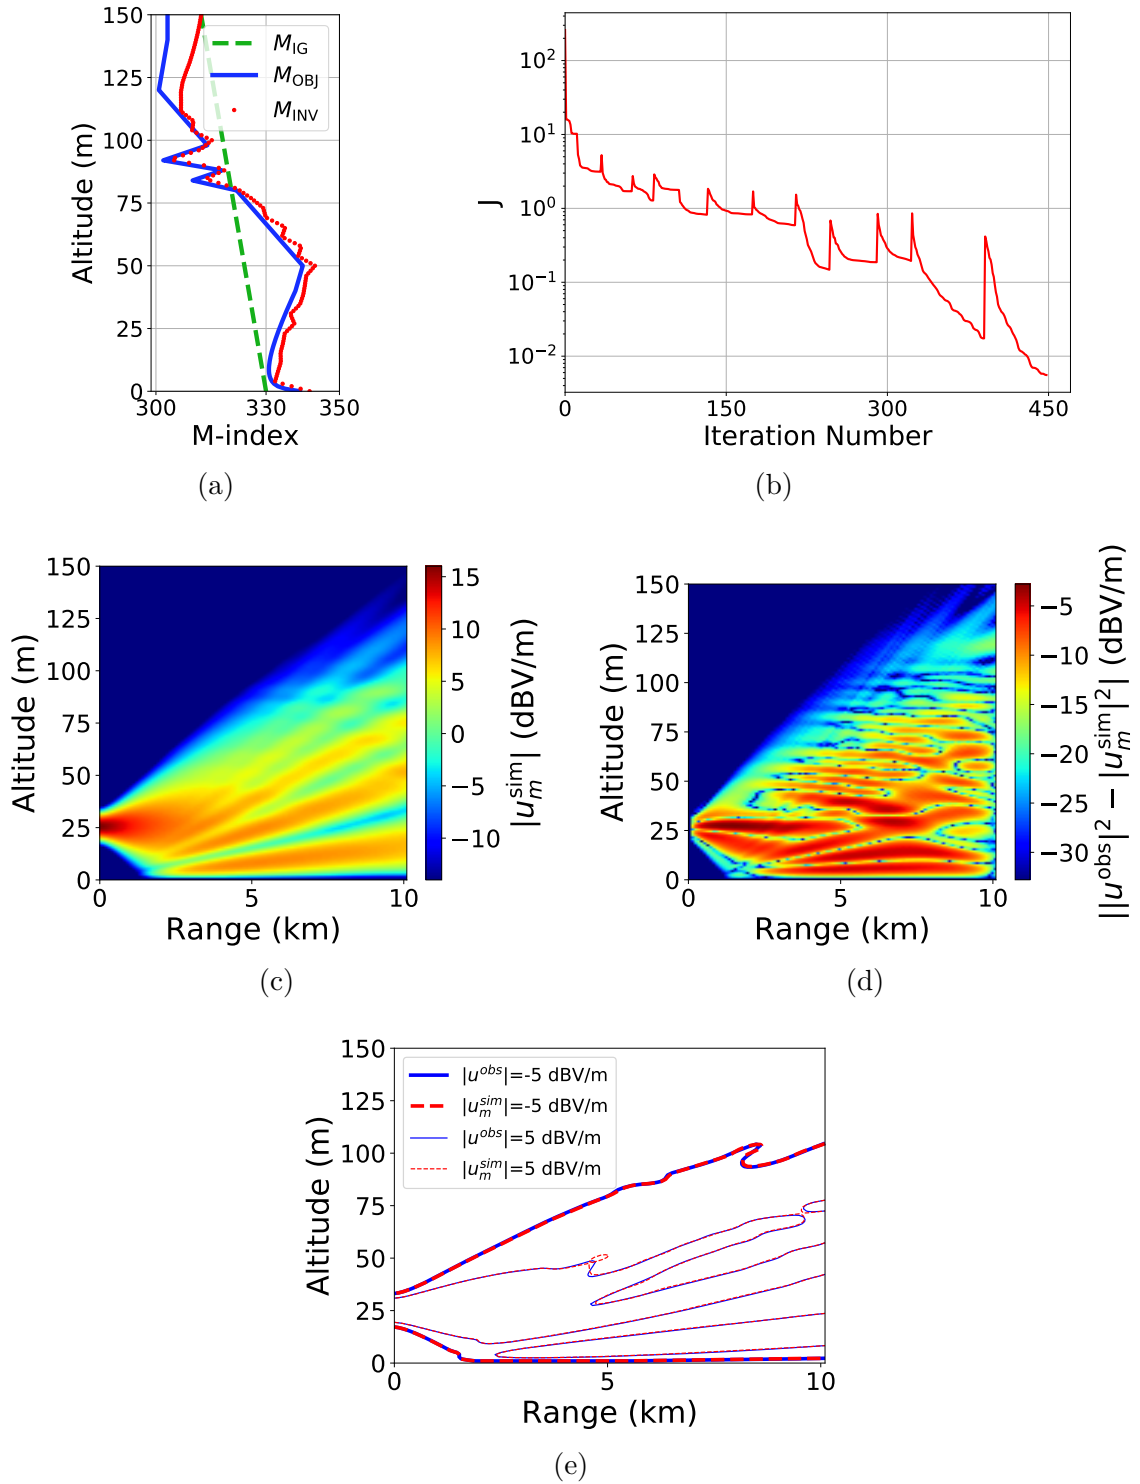 150
125
100
75
50
25
0
300
330
350
Altitude (m)
M-index
M_IG
M_OBJ
M_INV
(a)
10^2
10^1
10^0
10^-1
10^-2
J
0
150
300
450
Iteration Number
(b)
150
125
100
75
50
25
0
Altitude (m)
0
5
10
Range (km)
15
10
5
0
−5
−10
|u_m^sim| (dBV/m)
(c)
150
125
100
75
50
25
0
Altitude (m)
0
5
10
Range (km)
−5
−10
−15
−20
−25
−30
||u^obs|^2 − |u_m^sim|^2| (dBV/m)
(d)
150
125
100
75
50
25
0
Altitude (m)
|u^obs|=-5 dBV/m
|u_m^sim|=-5 dBV/m
|u^obs|=5 dBV/m
|u_m^sim|=5 dBV/m
0
5
10
Range (km)
(e)